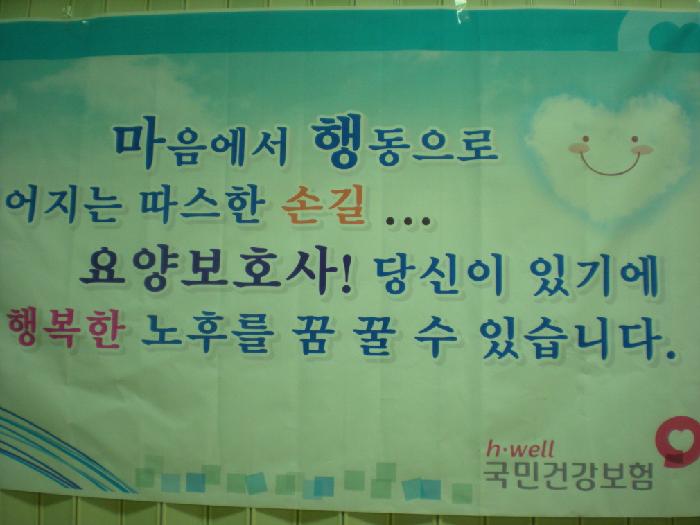 마음에서 행동으로
어지는 따스한 손길 ...
요양보호사! 당신이 있기에
행복한 노후를 꿈 꿀 수 있습니다.
h·well
국민건강보험